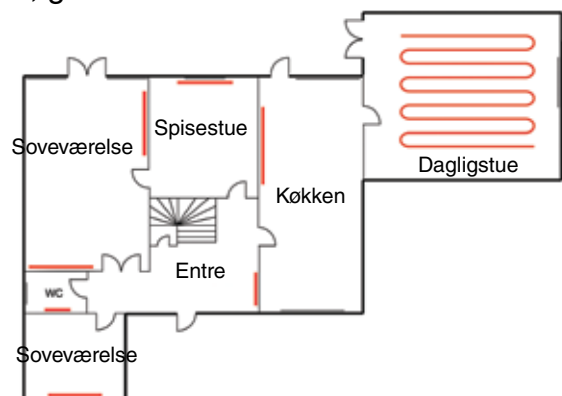 Soveværelse
Spisestue
Dagligstue
Køkken
Entre
WC
Soveværelse